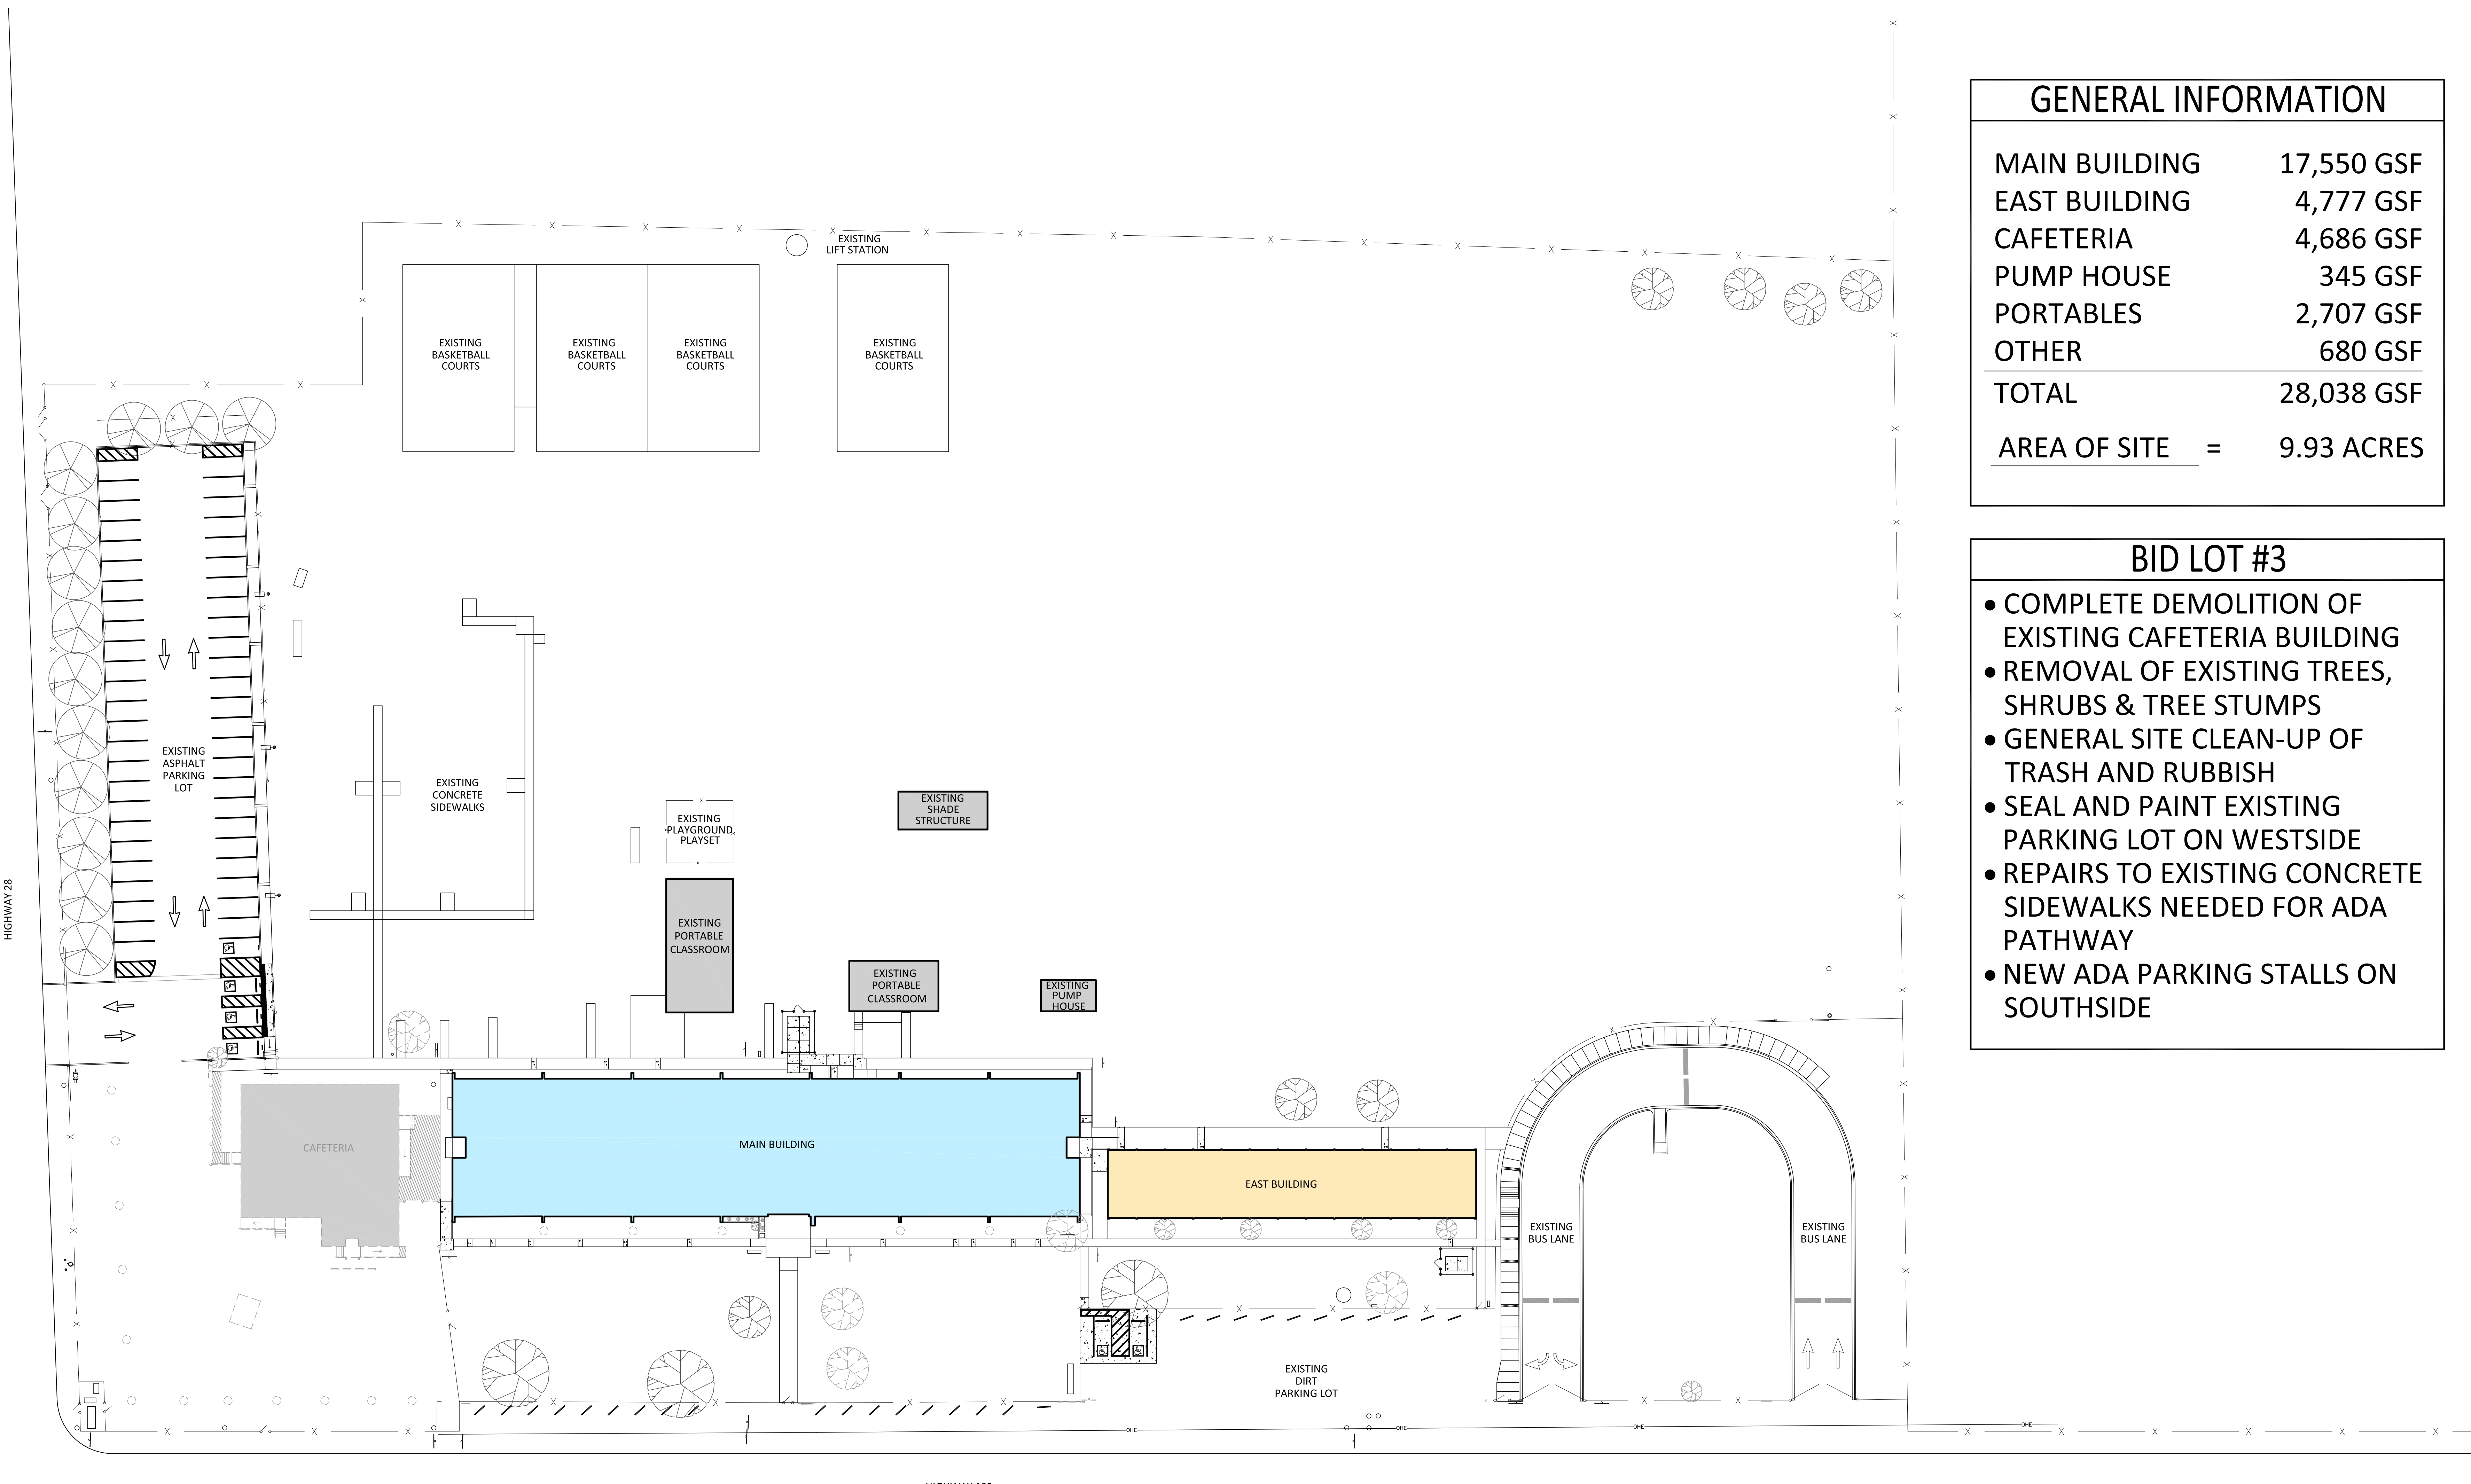 GENERAL INFORMATION
MAIN BUILDING 17,550 GSF
EAST BUILDING 4,777 GSF
CAFETERIA 4,686 GSF
PUMP HOUSE 345 GSF
PORTABLES 2,707 GSF
OTHER 680 GSF
TOTAL 28,038 GSF
AREA OF SITE = 9.93 ACRES
BID LOT #3
• COMPLETE DEMOLITION OF
EXISTING CAFETERIA BUILDING
• REMOVAL OF EXISTING TREES,
SHRUBS & TREE STUMPS
• GENERAL SITE CLEAN-UP OF
TRASH AND RUBBISH
• SEAL AND PAINT EXISTING
PARKING LOT ON WESTSIDE
• REPAIRS TO EXISTING CONCRETE
SIDEWALKS NEEDED FOR ADA
PATHWAY
• NEW ADA PARKING STALLS ON
SOUTHSIDE
EXISTING
LIFT STATION
EXISTING
BASKETBALL
COURTS
EXISTING
BASKETBALL
COURTS
EXISTING
BASKETBALL
COURTS
EXISTING
BASKETBALL
COURTS
EXISTING
ASPHALT
PARKING
LOT
EXISTING
CONCRETE
SIDEWALKS
EXISTING
PLAYGROUND
PLAYSET
EXISTING
SHADE
STRUCTURE
HIGHWAY 28
EXISTING
PORTABLE
CLASSROOM
EXISTING
PORTABLE
CLASSROOM
EXISTING
PUMP
HOUSE
CAFETERIA
MAIN BUILDING
EAST BUILDING
EXISTING
BUS LANE
EXISTING
BUS LANE
EXISTING
DIRT
PARKING LOT
OHE
OHE
OHE
OHE